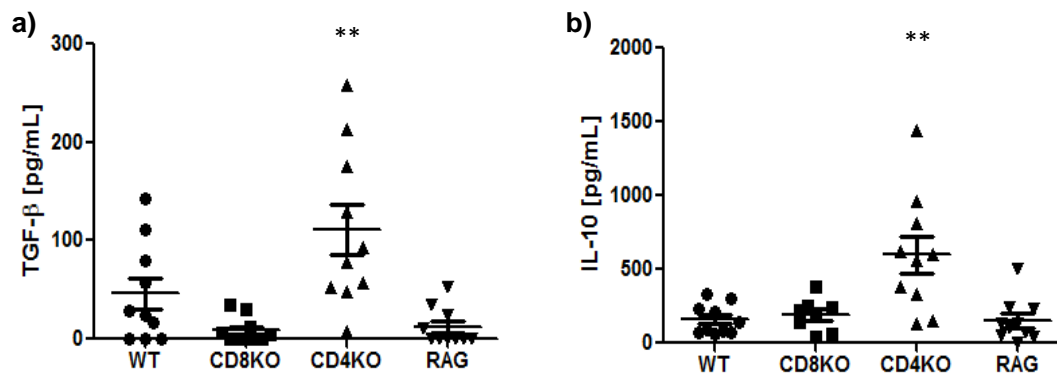 a)
TGF-β [pg/mL]
300
200
100
0
**
WT CD8KO CD4KO RAG
b)
IL-10 [pg/mL]
2000
1500
1000
500
0
**
WT CD8KO CD4KO RAG